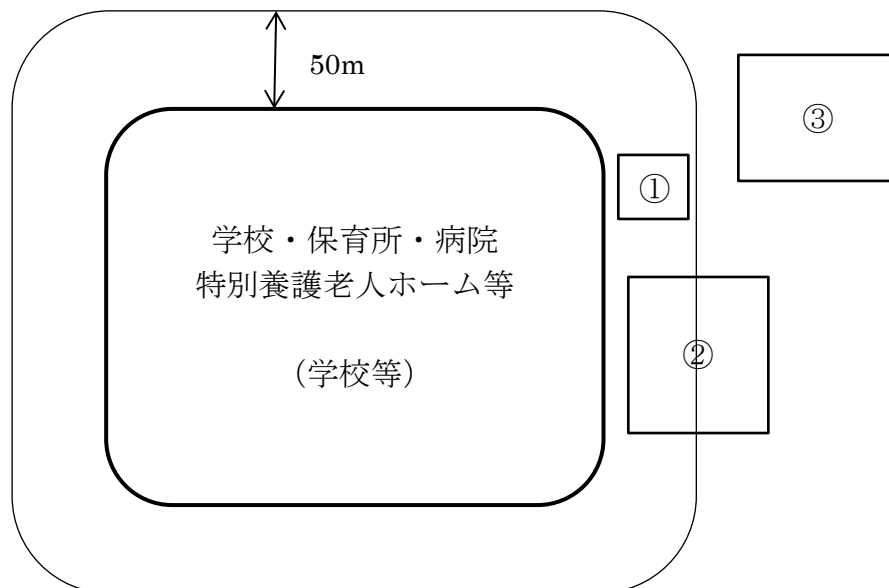 50m
③
①
学校・保育所・病院
特別養護老人ホーム等
②
（学校等）